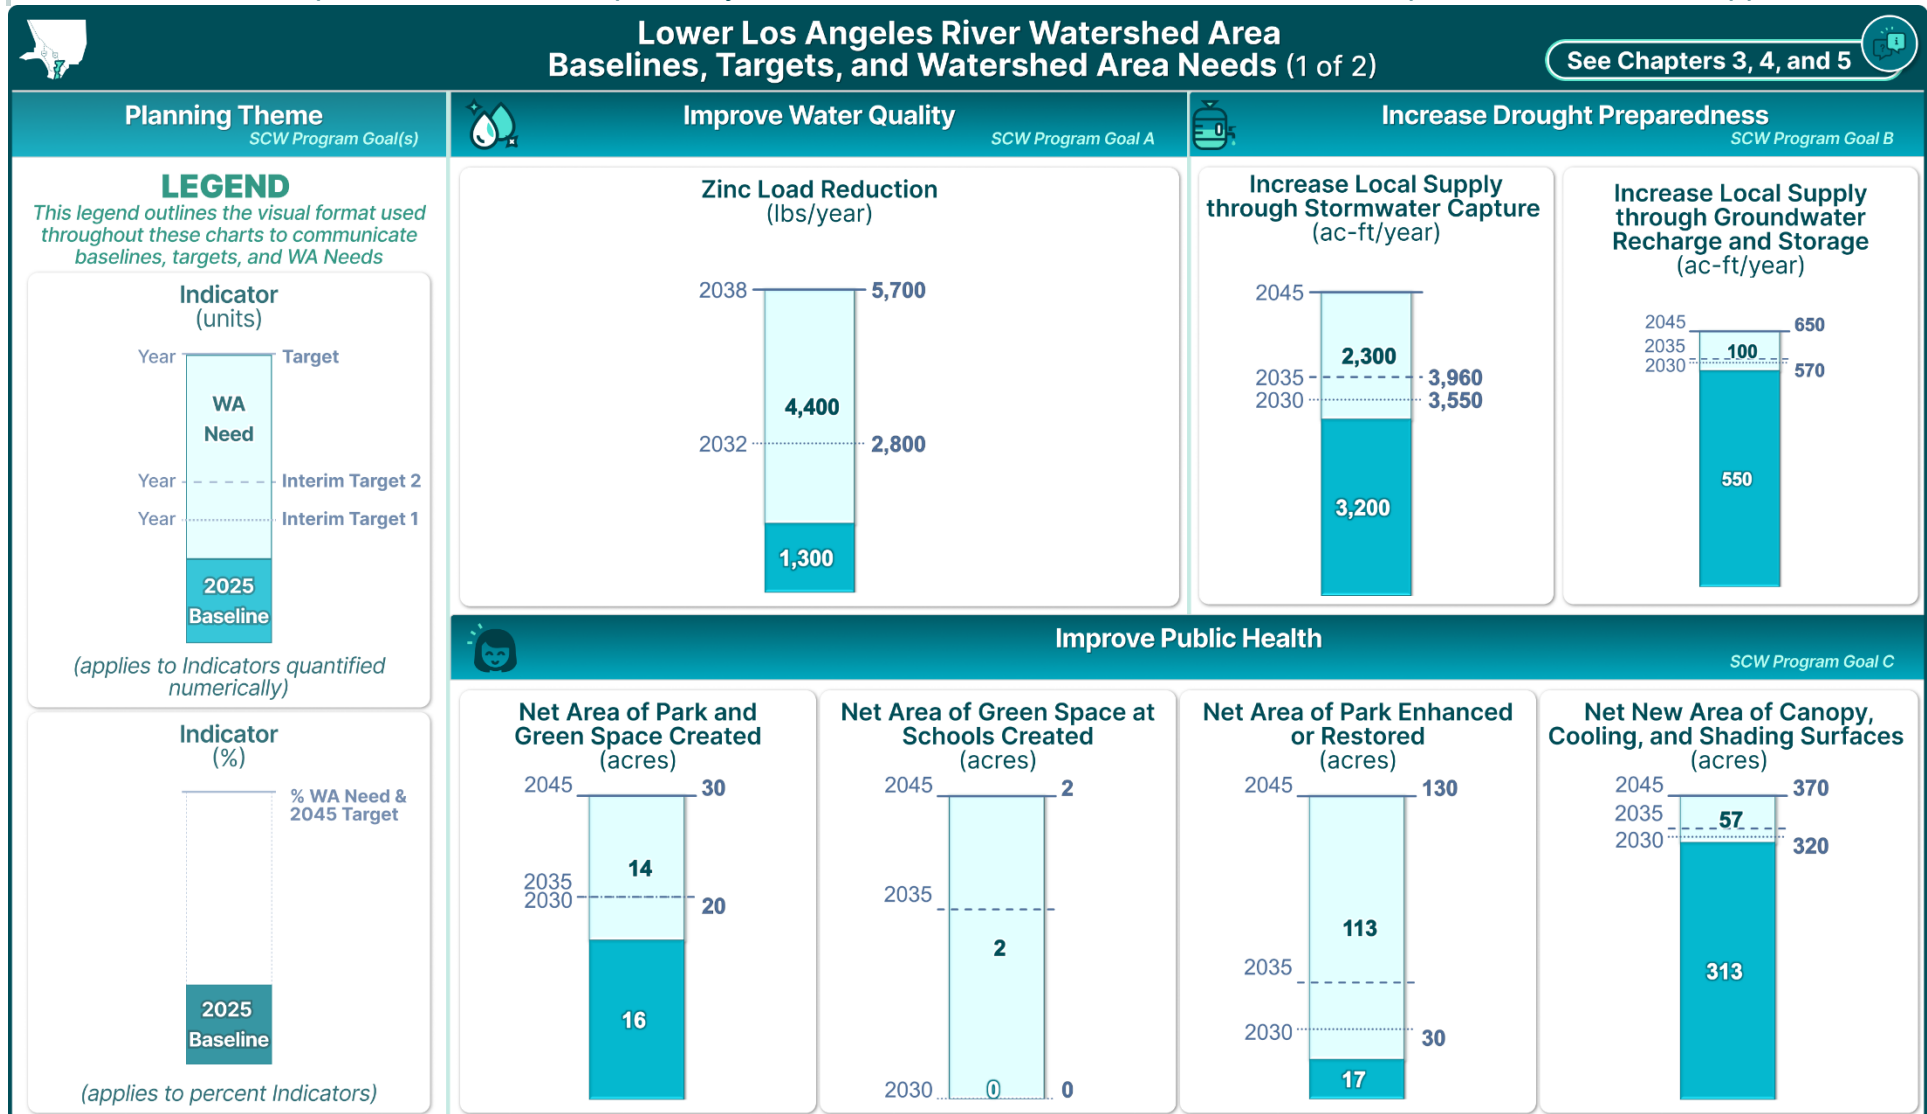 Lower Los Angeles River Watershed Area
Baselines, Targets, and Watershed Area Needs (1 of 2)
See Chapters 3, 4, and 5
Planning Theme
SCW Program Goal(s)
LEGEND
This legend outlines the visual format used
throughout these charts to communicate
baselines, targets, and WA Needs
Indicator
(units)
Year
Target
WA
Need
Year
Interim Target 2
Year
Interim Target 1
2025
Baseline
(applies to Indicators quantified
numerically)
Indicator
(%)
% WA Need &
2045 Target
2025
Baseline
(applies to percent Indicators)
Improve Water Quality
SCW Program Goal A
Zinc Load Reduction
(lbs/year)
2038
5,700
4,400
2032
2,800
1,300
Increase Drought Preparedness
SCW Program Goal B
Increase Local Supply
through Stormwater Capture
(ac-ft/year)
2045
2,300
2035
3,960
2030
3,550
3,200
Increase Local Supply
through Groundwater
Recharge and Storage
(ac-ft/year)
2045
650
2035
100
2030
570
550
Improve Public Health
SCW Program Goal C
Net Area of Park and
Green Space Created
(acres)
2045
30
14
2035
2030
20
16
Net Area of Green Space at
Schools Created
(acres)
2045
2
2035
2
2030
0
0
Net Area of Park Enhanced
or Restored
(acres)
2045
130
113
2035
2030
30
17
Net New Area of Canopy,
Cooling, and Shading Surfaces
(acres)
2045
370
2035
57
2030
320
313